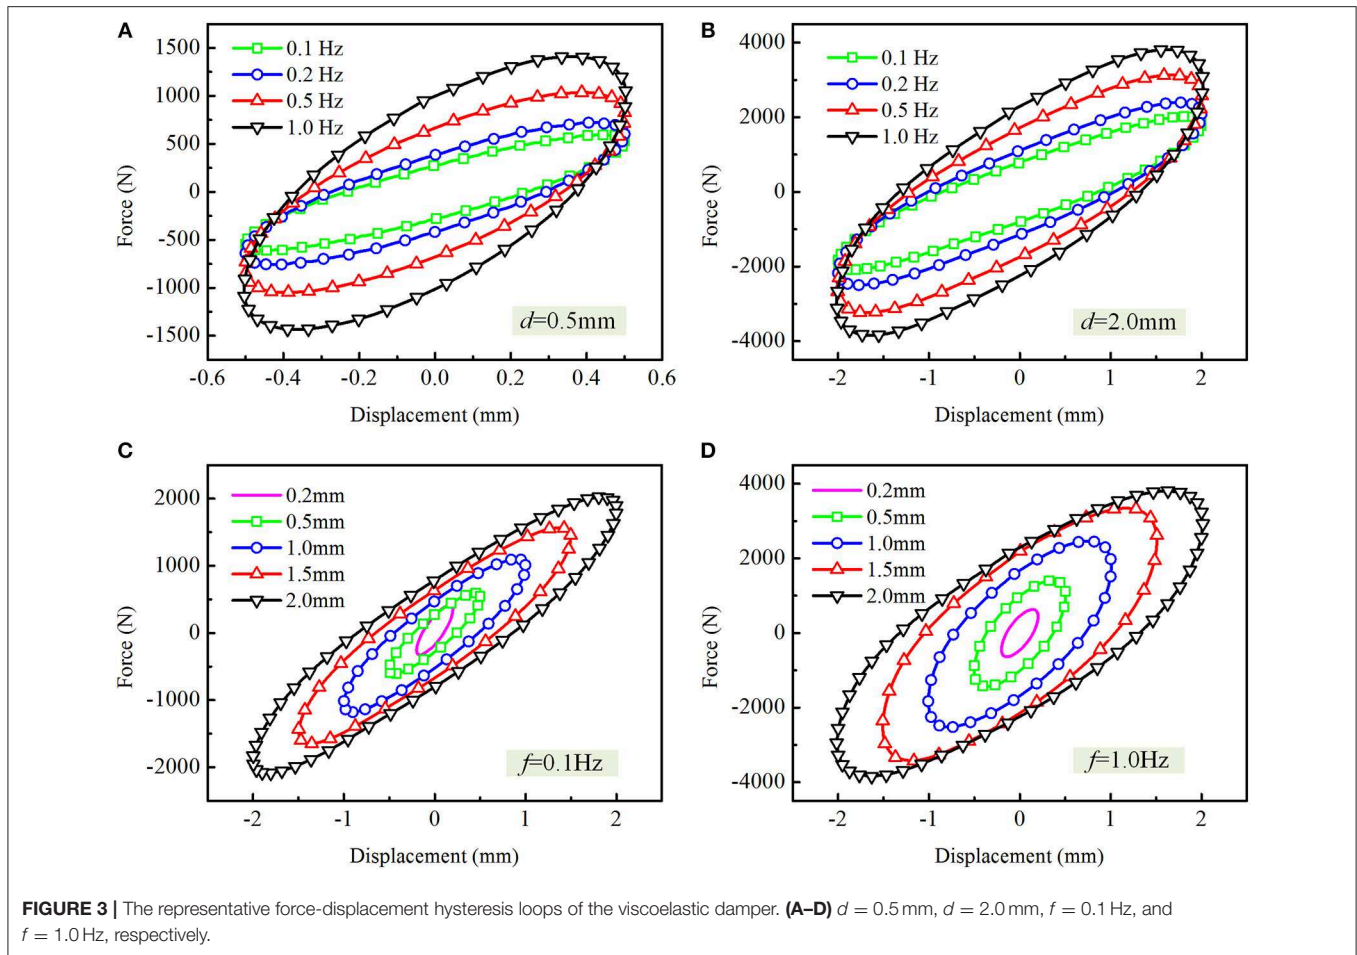 A
1500
1000
500
0
-500
-1000
-1500
Force (N)
0.1 Hz
0.2 Hz
0.5 Hz
1.0 Hz
d=0.5mm
-0.6
-0.4
-0.2
0.0
0.2
0.4
0.6
Displacement (mm)
B
4000
2000
0
-2000
-4000
Force (N)
0.1 Hz
0.2 Hz
0.5 Hz
1.0 Hz
d=2.0mm
-2
-1
0
1
2
Displacement (mm)
C
2000
1000
0
-1000
-2000
Force (N)
0.2mm
0.5mm
1.0mm
1.5mm
2.0mm
f=0.1Hz
-2
-1
0
1
2
Displacement (mm)
D
4000
2000
0
-2000
-4000
Force (N)
0.2mm
0.5mm
1.0mm
1.5mm
2.0mm
f=1.0Hz
-2
-1
0
1
2
Displacement (mm)
FIGURE 3 | The representative force-displacement hysteresis loops of the viscoelastic damper. (A–D) d = 0.5 mm, d = 2.0 mm, f = 0.1 Hz, and
f = 1.0 Hz, respectively.